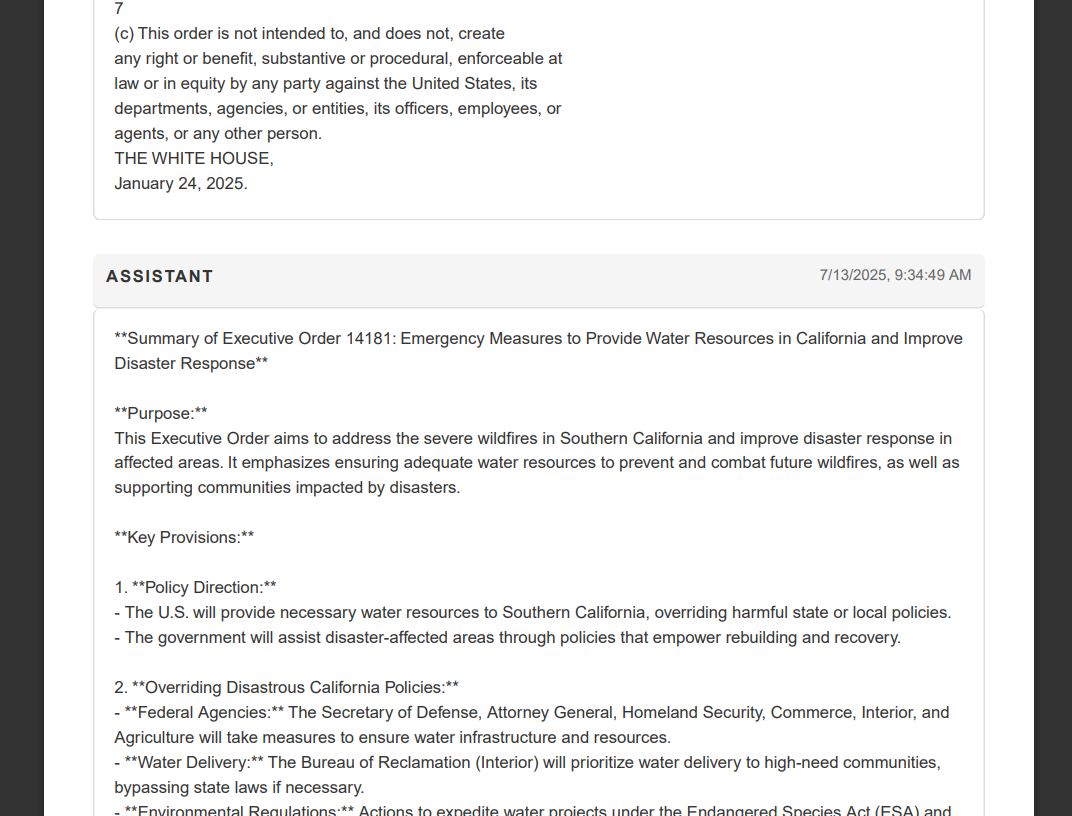 7
(c) This order is not intended to, and does not, create
any right or benefit, substantive or procedural, enforceable at
law or in equity by any party against the United States, its
departments, agencies, or entities, its officers, employees, or
agents, or any other person.
THE WHITE HOUSE,
January 24, 2025.
ASSISTANT 7/13/2025, 9:34:49 AM
**Summary of Executive Order 14181: Emergency Measures to Provide Water Resources in California and Improve
Disaster Response**
**Purpose:**
This Executive Order aims to address the severe wildfires in Southern California and improve disaster response in
affected areas. It emphasizes ensuring adequate water resources to prevent and combat future wildfires, as well as
supporting communities impacted by disasters.
**Key Provisions:**
1. **Policy Direction:**
- The U.S. will provide necessary water resources to Southern California, overriding harmful state or local policies.
- The government will assist disaster-affected areas through policies that empower rebuilding and recovery.
2. **Overriding Disastrous California Policies:**
- **Federal Agencies:** The Secretary of Defense, Attorney General, Homeland Security, Commerce, Interior, and
Agriculture will take measures to ensure water infrastructure and resources.
- **Water Delivery:** The Bureau of Reclamation (Interior) will prioritize water delivery to high-need communities,
bypassing state laws if necessary.
- **Environmental Regulations:** Actions to expedite water projects under the Endangered Species Act (ESA) and